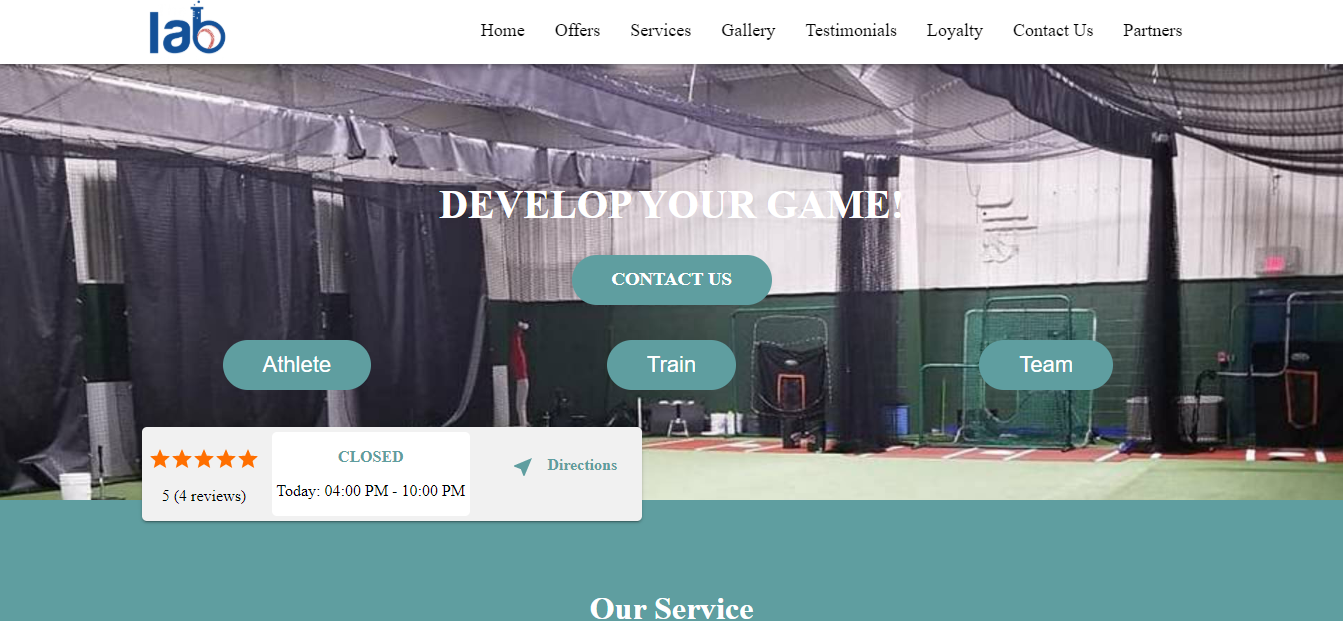 lab
Home Offers Services Gallery Testimonials Loyalty Contact Us Partners
DEVELOP YOUR GAME!
CONTACT US
Athlete Train Team
CLOSED
Directions
5 (4 reviews) Today: 04:00 PM - 10:00 PM
Our Service